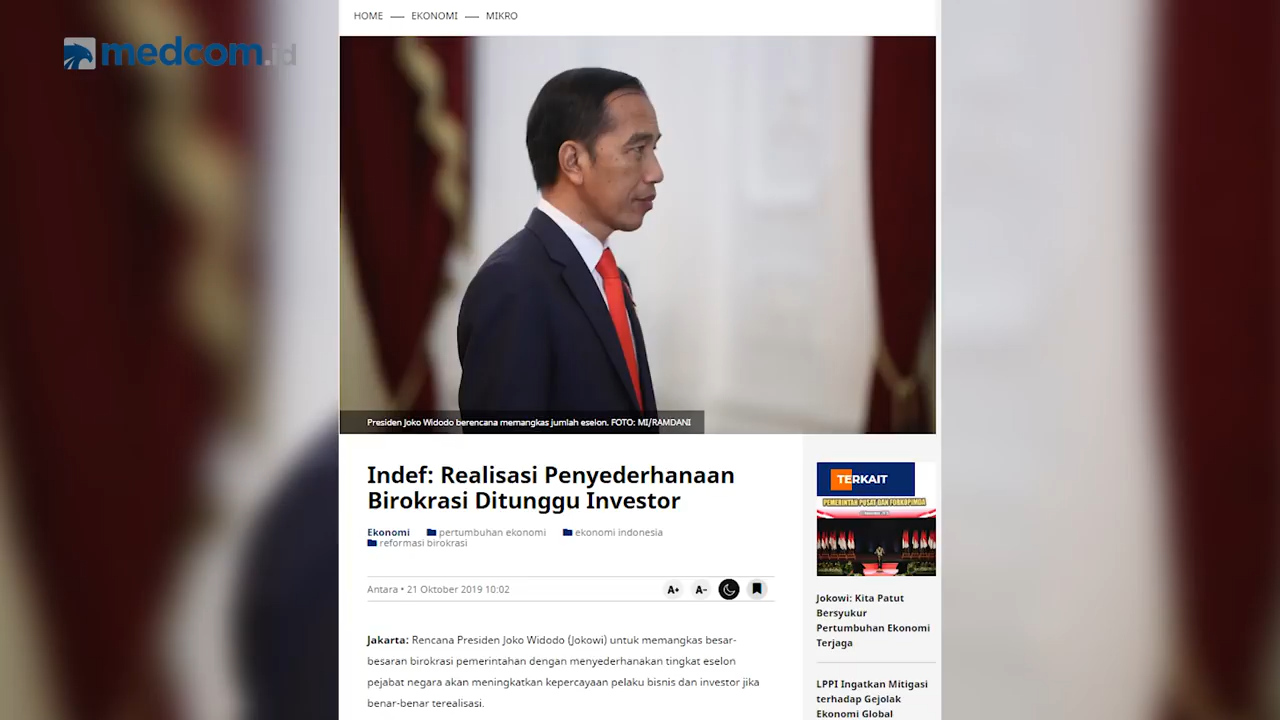 medcom.id
HOME — EKONOMI — MIKRO
Presiden Joko Widodo berencana memangkas jumlah eselon. FOTO: MI/RAMDANI
Indef: Realisasi Penyederhanaan
Birokrasi Ditunggu Investor
Ekonomi pertumbuhan ekonomi ekonomi indonesia
reformasi birokrasi
Antara • 21 Oktober 2019 10:02
A+ A-
Jakarta: Rencana Presiden Joko Widodo (Jokowi) untuk memangkas besar-
besaran birokrasi pemerintahan dengan menyederhanakan tingkat eselon
pejabat negara akan meningkatkan kepercayaan pelaku bisnis dan investor jika
benar-benar terealisasi.
TERKAIT
PEMERINTAH PUSAT DAN FORKOPIMDA
Jokowi: Kita Patut
Bersyukur
Pertumbuhan Ekonomi
Terjaga
LPPI Ingatkan Mitigasi
terhadap Gejolak
Ekonomi Global